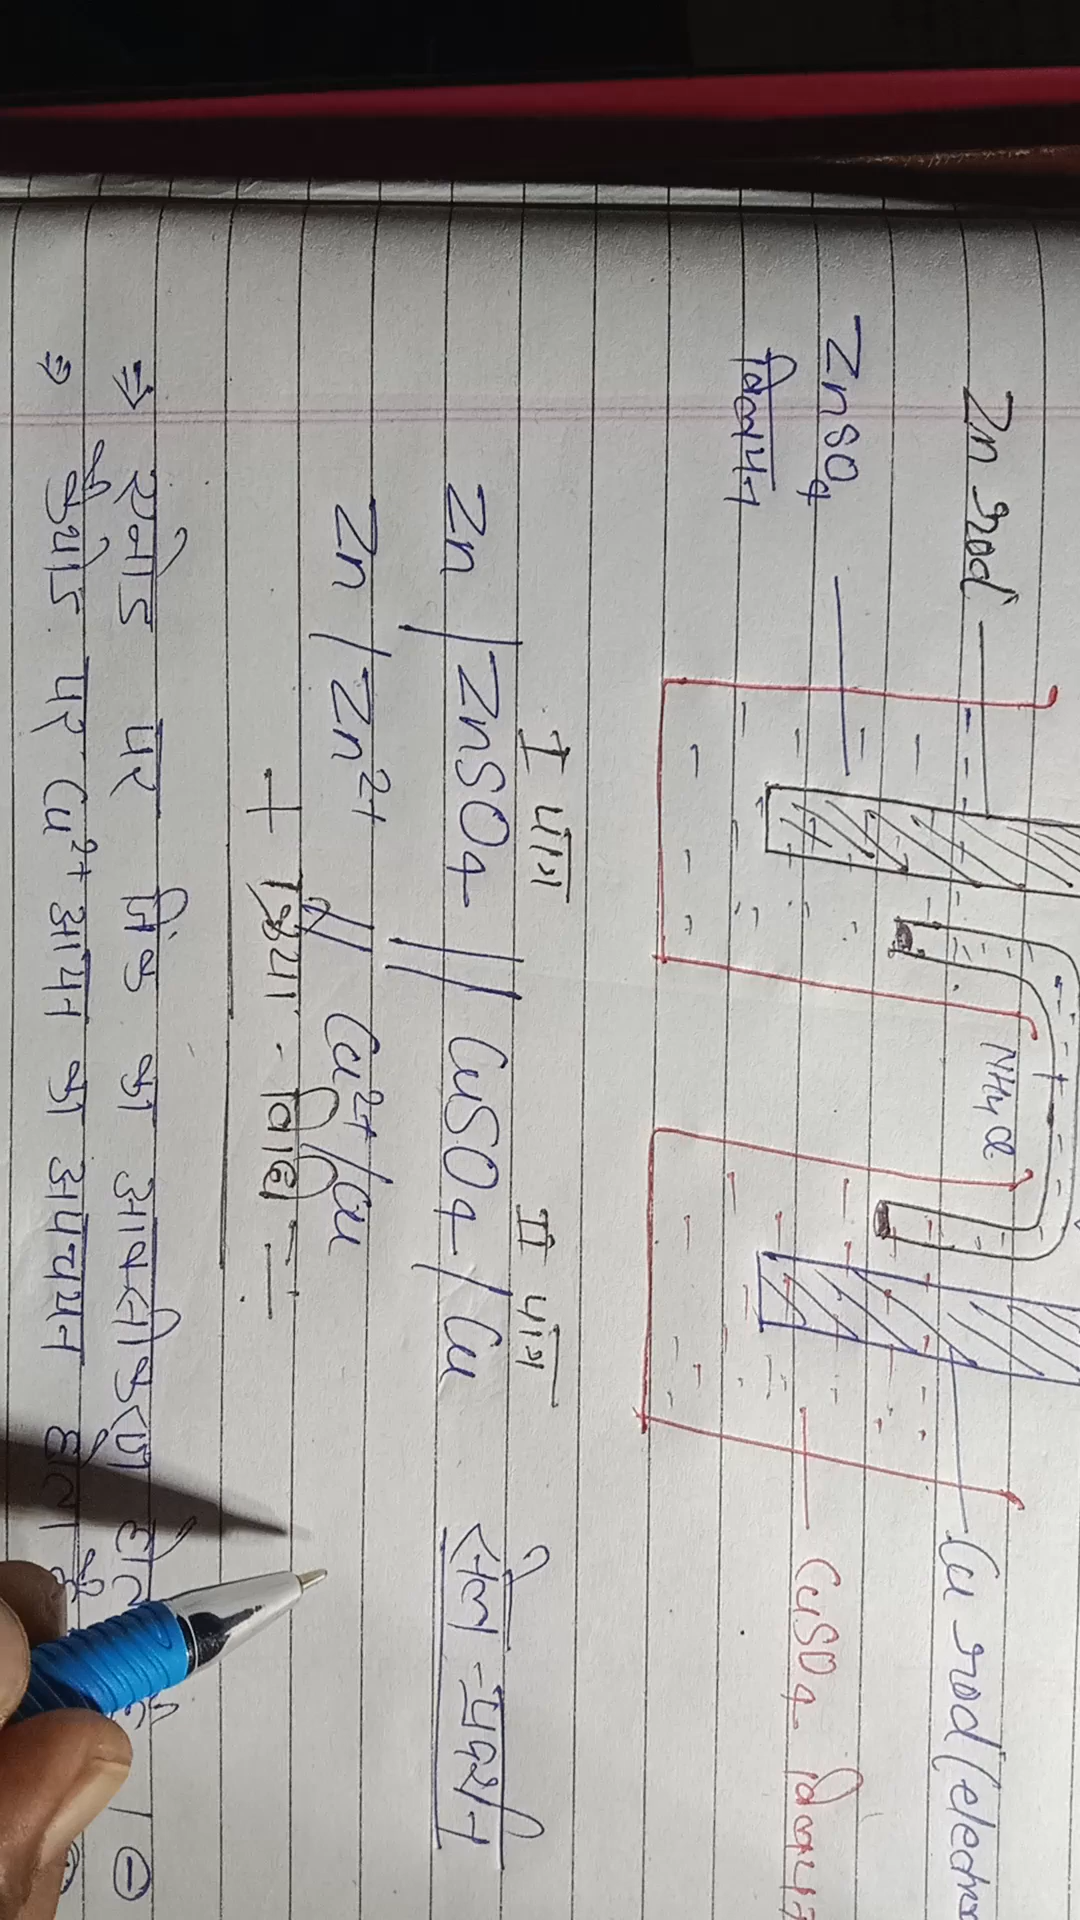 Zn rod
Cu rod (electro
NH4Cl
ZnSO4
विलयन
CuSO4 विलयन
I भाग II भाग
Zn / ZnSO4 // CuSO4 / Cu सेल - प्रदर्शन
Zn / Zn2+ // Cu2+ / Cu
+ क्रिया - विधि =
⇒ एनोड पर जिंक का आक्सीकरण होता है / ⊖
⇒ कैथोड पर Cu2+ आयन का अपचयन होता है ⊕